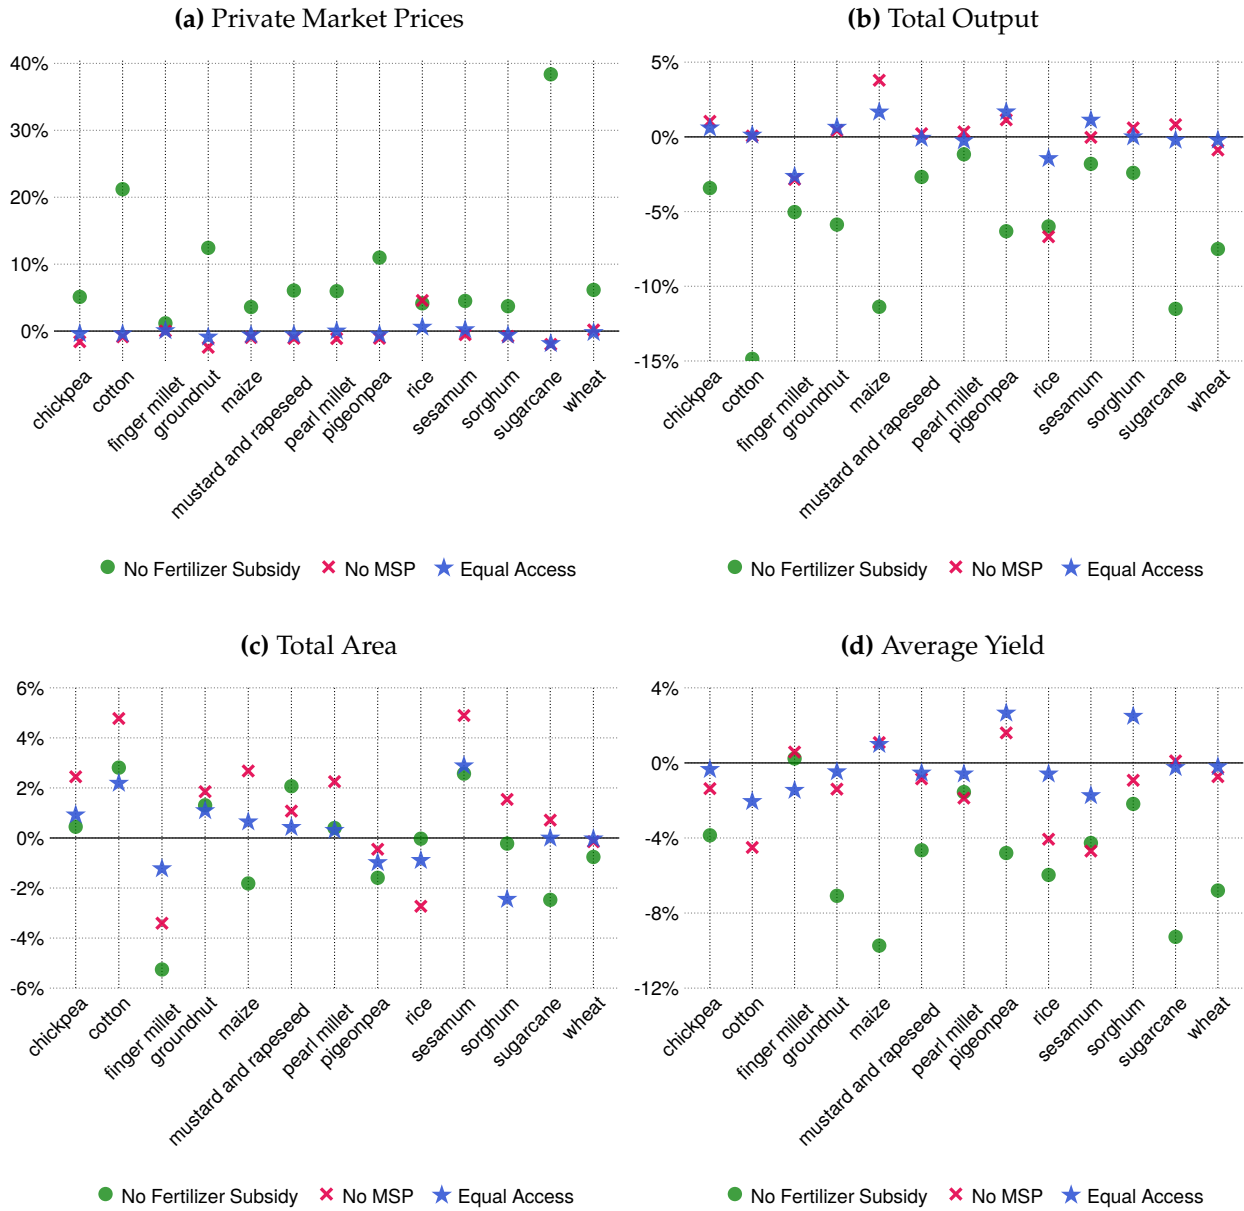 (a) Private Market Prices
40%
30%
20%
10%
0%
chickpea
cotton
finger millet
groundnut
maize
mustard and rapeseed
pearl millet
pigeonpea
rice
sesamum
sorghum
sugarcane
wheat
No Fertilizer Subsidy No MSP Equal Access
(b) Total Output
5%
0%
-5%
-10%
-15%
chickpea
cotton
finger millet
groundnut
maize
mustard and rapeseed
pearl millet
pigeonpea
rice
sesamum
sorghum
sugarcane
wheat
No Fertilizer Subsidy No MSP Equal Access
(c) Total Area
6%
4%
2%
0%
-2%
-4%
-6%
chickpea
cotton
finger millet
groundnut
maize
mustard and rapeseed
pearl millet
pigeonpea
rice
sesamum
sorghum
sugarcane
wheat
No Fertilizer Subsidy No MSP Equal Access
(d) Average Yield
4%
0%
-4%
-8%
-12%
chickpea
cotton
finger millet
groundnut
maize
mustard and rapeseed
pearl millet
pigeonpea
rice
sesamum
sorghum
sugarcane
wheat
No Fertilizer Subsidy No MSP Equal Access